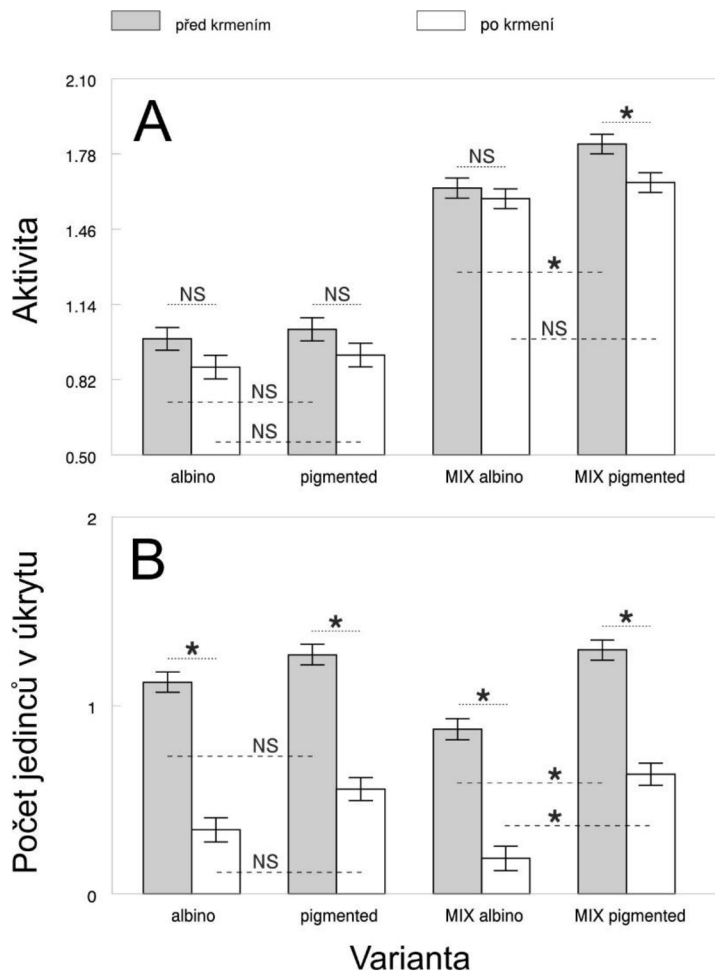 před krmením po krmení
A
Aktivita
2.10
1.78
1.46
1.14
0.82
0.50
NS NS NS *
* 
NS
NS
NS
albino pigmented MIX albino MIX pigmented
B
Počet jedinců v úkrytu
2
1
0
* * * *
NS *
*
NS
albino pigmented MIX albino MIX pigmented
Varianta